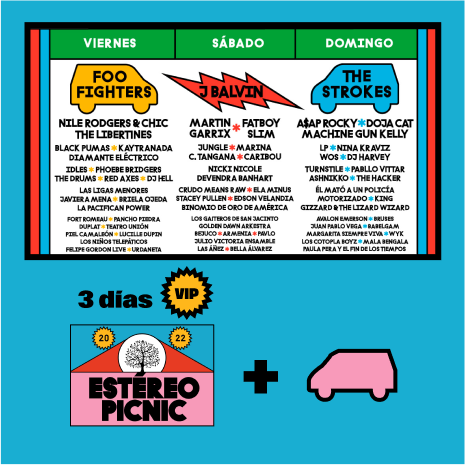 VIERNES
FOO
FIGHTERS
NILE RODGERS & CHIC
THE LIBERTINES
BLACK PUMAS * KAYTRANADA
DIAMANTE ELÉCTRICO
IDLES * PHOEBE BRIDGERS
THE DRUMS * RED AXES * DJ HELL
LAS LIGAS MENORES
JAVIERA MENA * BRIELA OJEDA
LA PACIFICAN POWER
FORT ROMEAU * PANCHO PIEDRA
DUPLAT * TEATRO UNIÓN
PIEL CAMALEÓN * LUCILLE DUPIN
LOS NIÑOS TELEPÁTICOS
FELIPE GORDON LIVE * URDANETA
SÁBADO
J BALVIN
MARTIN GARRIX * FATBOY SLIM
JUNGLE * MARINA
C. TANGANA * CARIBOU
NICKI NICOLE
DEVENDRA BANHART
CRUDO MEANS RAW * ELA MINUS
STACEY PULLEN * EDSON VELANDIA
BINOMIO DE ORO DE AMÉRICA
LOS GAITEROS DE SAN JACINTO
GOLDEN DAWN ARKESTRA
BEJUCO * ARMENIA * PAVLO
JULIO VICTORIA ENSAMBLE
LAS ÁÑEZ * BELLA ÁLVAREZ
DOMINGO
THE
STROKES
A$AP ROCKY * DOJA CAT
MACHINE GUN KELLY
LP * NINA KRAVIZ
WOS * DJ HARVEY
TURNSTILE * PABLLO VITTAR
ASHNIKKO * THE HACKER
ÉL MATÓ A UN POLICÍA
MOTORIZADO * KING
GIZZARD & THE LIZARD WIZARD
AVALON EMERSON * BEUSES
JUAN PABLO VEGA * BABELGAM
MARGARITA SIEMPRE VIVA * WYK
LOS COTOPLA BOYZ * MALA BENGALA
PAULA PERA Y EL FIN DE LOS TIEMPOS
3 días VIP
20 22
ESTÉREO
PICNIC
+